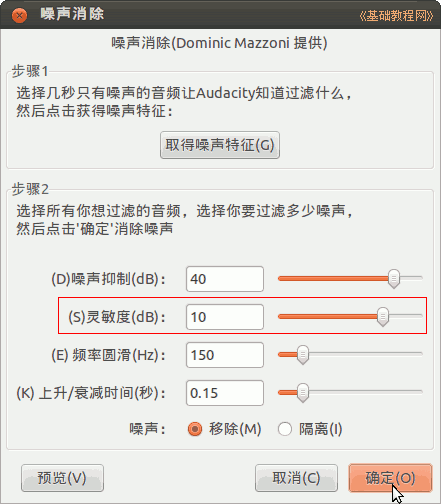 噪声消除
《基础教程网》
噪声消除(Dominic Mazzoni 提供)
步骤1
选择几秒只有噪声的音频让Audacity知道过滤什么，
然后点击获得噪声特征：
取得噪声特征(G)
步骤2
选择所有你想过滤的音频，选择你要过滤多少噪声，
然后点击'确定'消除噪声
(D)噪声抑制(dB)： 40
(S)灵敏度(dB)： 10
(E) 频率圆滑(Hz)： 150
(K) 上升/衰减时间(秒)： 0.15
噪声： 移除(M) 隔离(I)
预览(V) 取消(C) 确定(O)